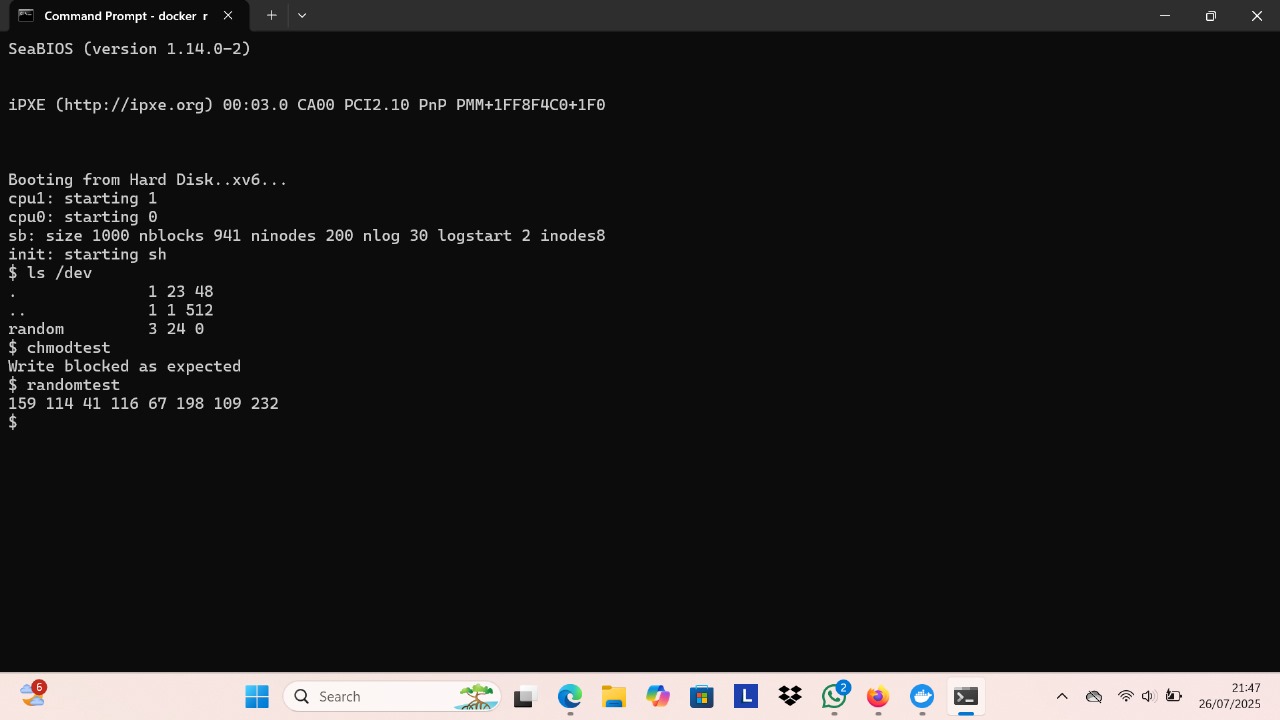 Command Prompt - docker r
SeaBIOS (version 1.14.0-2)
iPXE (http://ipxe.org) 00:03.0 CA00 PCI2.10 PnP PMM+1FF8F4C0+1F0
Booting from Hard Disk..xv6...
cpu1: starting 1
cpu0: starting 0
sb: size 1000 nblocks 941 ninodes 200 nlog 30 logstart 2 inodes8
init: starting sh
$ ls /dev
. 1 23 48
.. 1 1 512
random 3 24 0
$ chmodtest
Write blocked as expected
$ randomtest
159 114 41 116 67 198 109 232
$
6
Search
L
2
21:47
26/07/2025